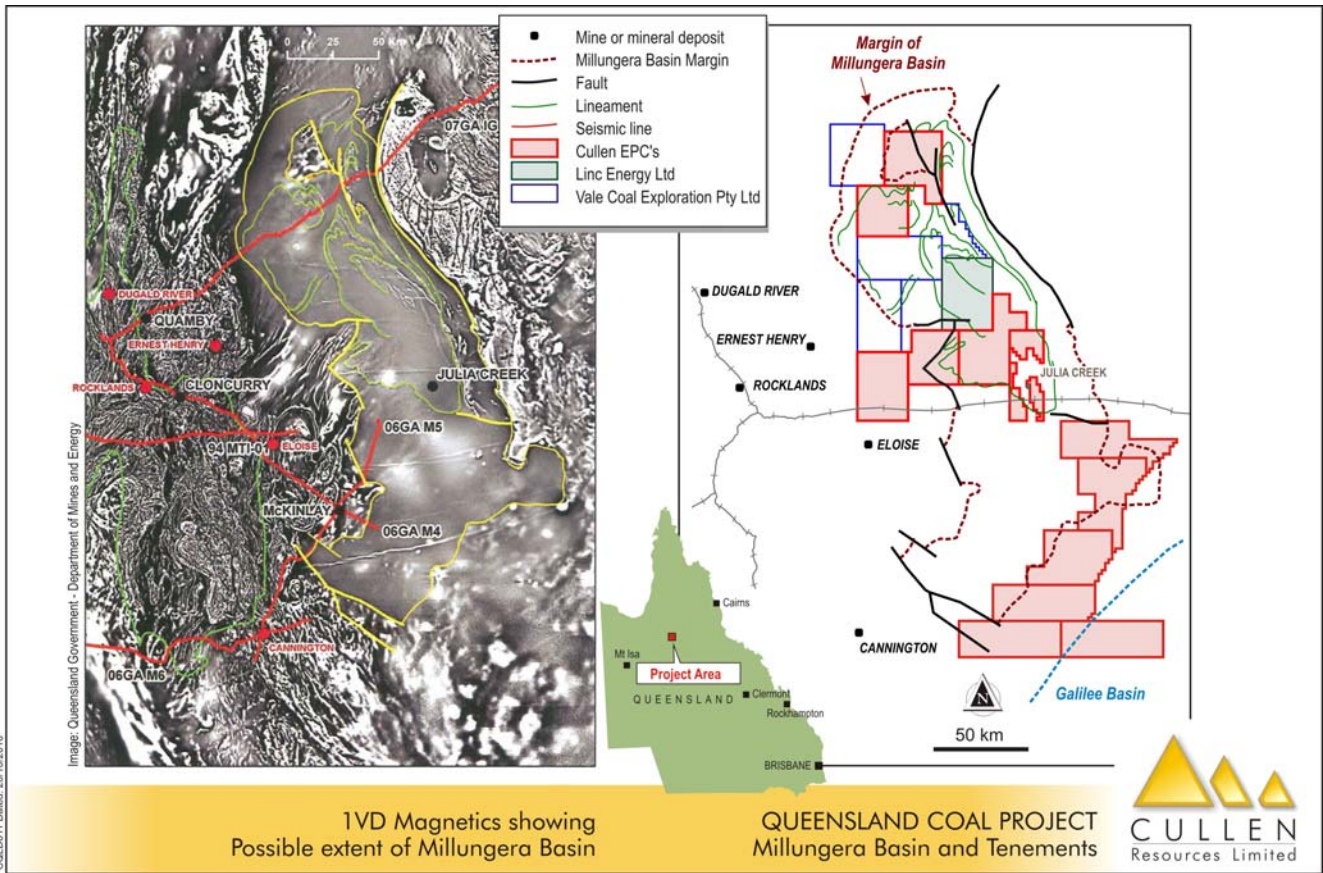 0 25 50 Km
07GA IG
DUGALD RIVER
QUAMBY
ERNEST HENRY
ROCKLANDS
CLONCURRY
JULIA CREEK
06GA M5
94 MTI-01
ELOISE
McKINLAY
06GA M4
CANNINGTON
06GA M6
Image: Queensland Government - Department of Mines and Energy
Mine or mineral deposit
Millungera Basin Margin
Fault
Lineament
Seismic line
Cullen EPC's
Linc Energy Ltd
Vale Coal Exploration Pty Ltd
Margin of
Millungera Basin
DUGALD RIVER
ERNEST HENRY
ROCKLANDS
JULIA CREEK
ELOISE
CANNINGTON
Galilee Basin
N
50 km
Cairns
Mt Isa
Project Area
QUEENSLAND
Clermont
Rockhampton
BRISBANE
1VD Magnetics showing
Possible extent of Millungera Basin
QUEENSLAND COAL PROJECT
Millungera Basin and Tenements
CULLEN
Resources Limited